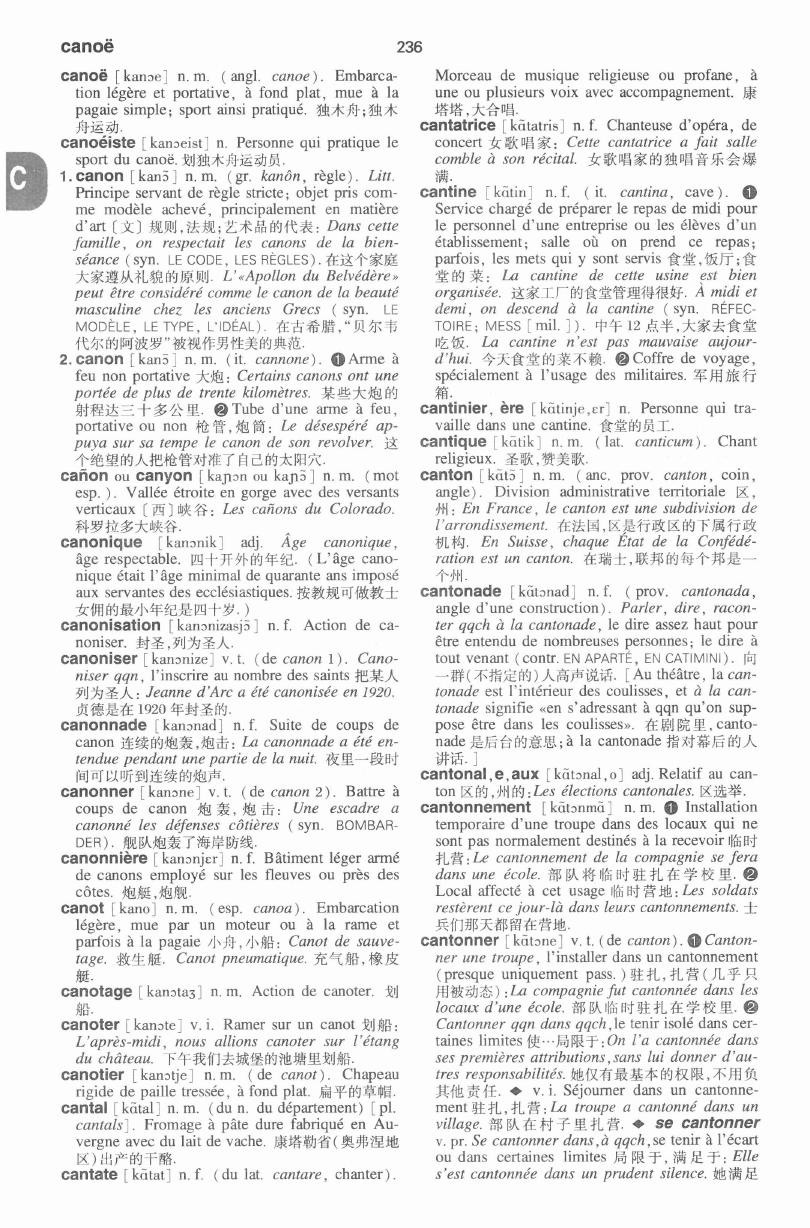 canoë
236
C
canoë [kanɔe] n. m. (angl. canoe). Embarca-
tion légère et portative, à fond plat, mue à la
pagaie simple; sport ainsi pratiqué. 独木舟;独木
舟运动.
canoéiste [kanɔeist] n. Personne qui pratique le
sport du canoë. 划独木舟运动员.
1. canon [kanɔ̃] n. m. (gr. kanôn, règle). Litt.
Principe servant de règle stricte; objet pris com-
me modèle achevé, principalement en matière
d'art〔文〕规则,法规;艺术品的代表: Dans cette
famille, on respectait les canons de la bien-
séance (syn. LE CODE, LES RÈGLES). 在这个家庭
大家遵从礼貌的原则. L'«Apollon du Belvédère»
peut être considéré comme le canon de la beauté
masculine chez les anciens Grecs (syn. LE
MODÈLE, LE TYPE, L'IDÉAL). 在古希腊,“贝尔韦
代尔的阿波罗”被视作男性美的典范.
2. canon [kanɔ̃] n. m. (it. cannone). ❶ Arme à
feu non portative 大炮: Certains canons ont une
portée de plus de trente kilomètres. 某些大炮的
射程达三十多公里. ❷ Tube d'une arme à feu,
portative ou non 枪管,炮筒: Le désespéré ap-
puya sur sa tempe le canon de son revolver. 这
个绝望的人把枪管对准了自己的太阳穴.
cañon ou canyon [kaɲɔn ou kaɲɔ̃] n. m. (mot
esp.). Vallée étroite en gorge avec des versants
verticaux〔西〕峡谷: Les cañons du Colorado.
科罗拉多大峡谷.
canonique [kanɔnik] adj. Âge canonique,
âge respectable. 四十开外的年纪. (L'âge cano-
nique était l'âge minimal de quarante ans imposé
aux servantes des ecclésiastiques. 按教规可做教士
女佣的最小年纪是四十岁.)
canonisation [kanɔnizasjɔ̃] n. f. Action de ca-
noniser. 封圣,列为圣人.
canoniser [kanɔnize] v. t. (de canon 1). Cano-
niser qqn, l'inscrire au nombre des saints 把某人
列为圣人: Jeanne d'Arc a été canonisée en 1920.
贞德是在 1920 年封圣的.
canonnade [kanɔnad] n. f. Suite de coups de
canon 连续的炮轰,炮击: La canonnade a été en-
tendue pendant une partie de la nuit. 夜里一段时
间可以听到连续的炮声.
canonner [kanɔne] v. t. (de canon 2). Battre à
coups de canon 炮轰,炮击: Une escadre a
canonné les défenses côtières (syn. BOMBAR-
DER). 舰队炮轰了海岸防线.
canonnière [kanɔnjɛr] n. f. Bâtiment léger armé
de canons employé sur les fleuves ou près des
côtes. 炮艇,炮舰.
canot [kano] n. m. (esp. canoa). Embarcation
légère, mue par un moteur ou à la rame et
parfois à la pagaie 小舟,小船: Canot de sauve-
tage. 救生艇. Canot pneumatique. 充气船,橡皮
艇.
canotage [kanɔtaʒ] n. m. Action de canoter. 划
船.
canoter [kanɔte] v. i. Ramer sur un canot 划船:
L'après-midi, nous allions canoter sur l'étang
du château. 下午我们去城堡的池塘里划船.
canotier [kanɔtje] n. m. (de canot). Chapeau
rigide de paille tressée, à fond plat. 扁平的草帽.
cantal [kɑ̃tal] n. m. (du n. du département) [pl.
cantals]. Fromage à pâte dure fabriqué en Au-
vergne avec du lait de vache. 康塔勒省(奥弗涅地
区)出产的干酪.
cantate [kɑ̃tat] n. f. (du lat. cantare, chanter).
Morceau de musique religieuse ou profane, à
une ou plusieurs voix avec accompagnement. 康
塔塔,大合唱.
cantatrice [kɑ̃tatris] n. f. Chanteuse d'opéra, de
concert 女歌唱家: Cette cantatrice a fait salle
comble à son récital. 女歌唱家的独唱音乐会爆
满.
cantine [kɑ̃tin] n. f. (it. cantina, cave). ❶
Service chargé de préparer le repas de midi pour
le personnel d'une entreprise ou les élèves d'un
établissement; salle où on prend ce repas;
parfois, les mets qui y sont servis 食堂,饭厅;食
堂的菜: La cantine de cette usine est bien
organisée. 这家工厂的食堂管理得很好. À midi et
demi, on descend à la cantine (syn. RÉFEC-
TOIRE; MESS [mil.]). 中午 12 点半,大家去食堂
吃饭. La cantine n'est pas mauvaise aujour-
d'hui. 今天食堂的菜不赖. ❷ Coffre de voyage,
spécialement à l'usage des militaires. 军用旅行
箱.
cantinier, ère [kɑ̃tinje,ɛr] n. Personne qui tra-
vaille dans une cantine. 食堂的员工.
cantique [kɑ̃tik] n. m. (lat. canticum). Chant
religieux. 圣歌,赞美歌.
canton [kɑ̃tɔ̃] n. m. (anc. prov. canton, coin,
angle). Division administrative territoriale 区,
州: En France, le canton est une subdivision de
l'arrondissement. 在法国,区是行政区的下属行政
机构. En Suisse, chaque État de la Confédé-
ration est un canton. 在瑞士,联邦的每个邦是一
个州.
cantonade [kɑ̃tɔnad] n. f. (prov. cantonada,
angle d'une construction). Parler, dire, racon-
ter qqch à la cantonade, le dire assez haut pour
être entendu de nombreuses personnes; le dire à
tout venant (contr. EN APARTÉ, EN CATIMINI). 向
一群(不指定的)人高声说话. [Au théâtre, la can-
tonade est l'intérieur des coulisses, et à la can-
tonade signifie «en s'adressant à qqn qu'on sup-
pose être dans les coulisses». 在剧院里,canto-
nade 是后台的意思;à la cantonade 指对幕后的人
讲话.]
cantonal, e, aux [kɑ̃tɔnal,o] adj. Relatif au can-
ton 区的,州的: Les élections cantonales. 区选举.
cantonnement [kɑ̃tɔnmɑ̃] n. m. ❶ Installation
temporaire d'une troupe dans des locaux qui ne
sont pas normalement destinés à la recevoir 临时
扎营: Le cantonnement de la compagnie se fera
dans une école. 部队将临时驻扎在学校里. ❷
Local affecté à cet usage 临时营地: Les soldats
restèrent ce jour-là dans leurs cantonnements. 士
兵们那天都留在营地.
cantonner [kɑ̃tɔne] v. t. (de canton). ❶ Canton-
ner une troupe, l'installer dans un cantonnement
(presque uniquement pass.) 驻扎,扎营(几乎只
用被动态): La compagnie fut cantonnée dans les
locaux d'une école. 部队临时驻扎在学校里. ❷
Cantonner qqn dans qqch, le tenir isolé dans cer-
taines limites 使…局限于: On l'a cantonnée dans
ses premières attributions, sans lui donner d'au-
tres responsabilités. 她仅有最基本的权限,不用负
其他责任. ◆ v. i. Séjourner dans un cantonne-
ment 驻扎,扎营: La troupe a cantonné dans un
village. 部队在村子里扎营. ◆ se cantonner
v. pr. Se cantonner dans, à qqch, se tenir à l'écart
ou dans certaines limites 局限于,满足于: Elle
s'est cantonnée dans un prudent silence. 她满足